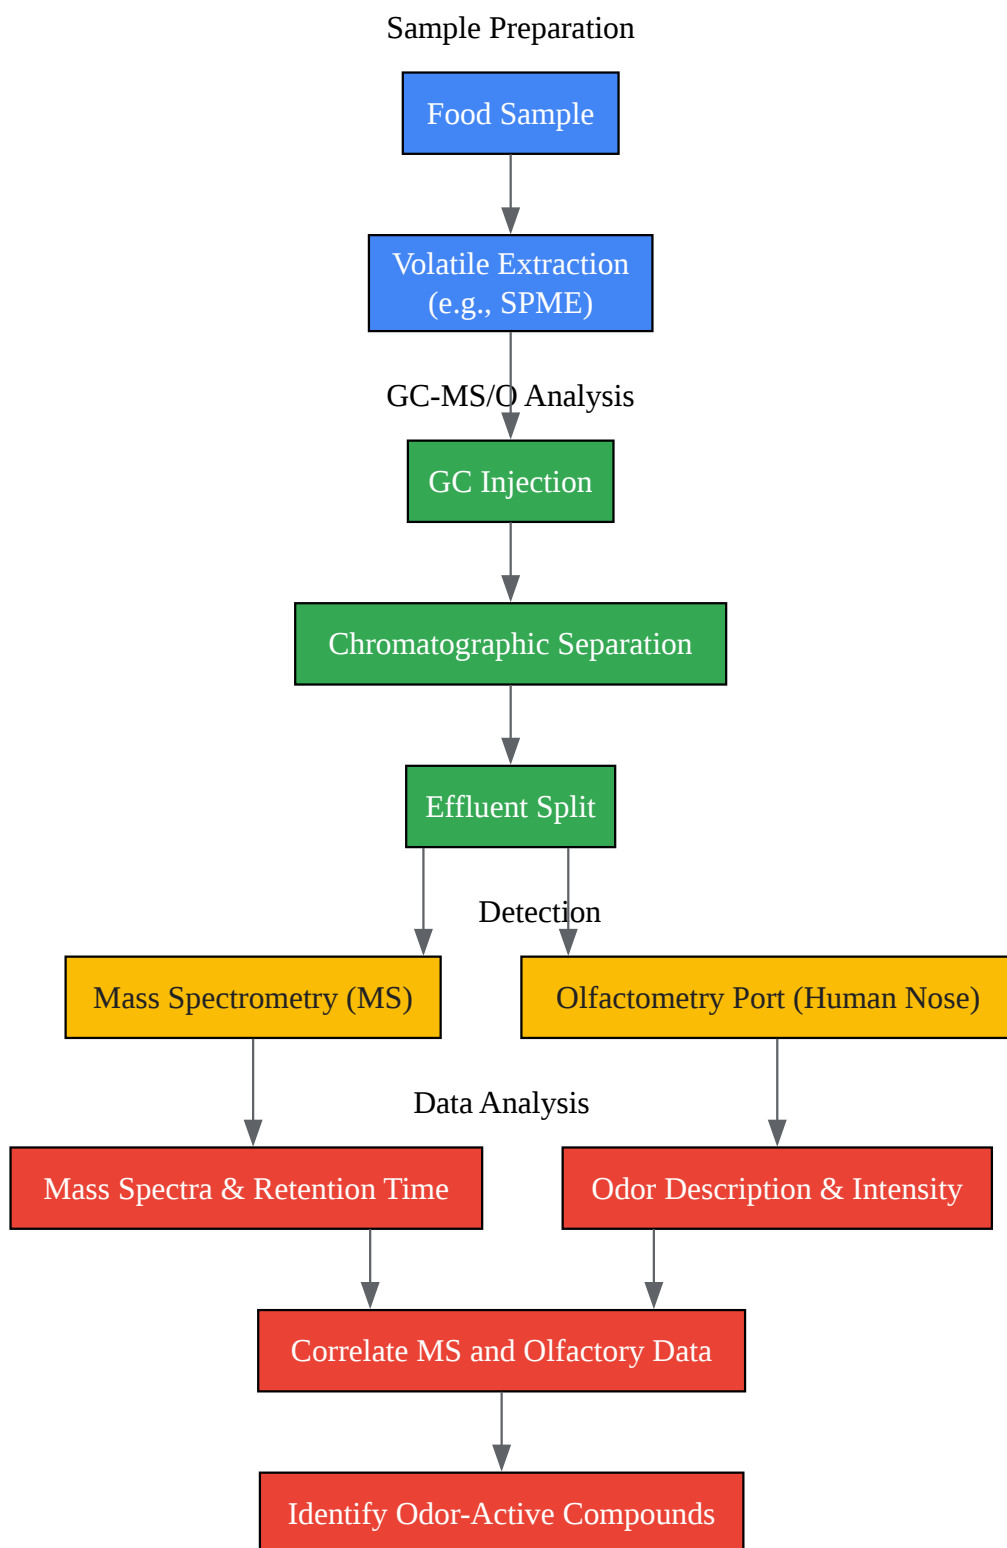 Sample Preparation
Food Sample
Volatile Extraction
(e.g., SPME)
GC-MS/O Analysis
GC Injection
Chromatographic Separation
Effluent Split
Detection
Mass Spectrometry (MS)
Olfactometry Port (Human Nose)
Data Analysis
Mass Spectra & Retention Time
Odor Description & Intensity
Correlate MS and Olfactory Data
Identify Odor-Active Compounds